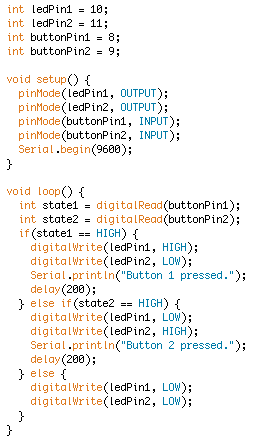 int ledPin1 = 10;
int ledPin2 = 11;
int buttonPin1 = 8;
int buttonPin2 = 9;

void setup() {
  pinMode(ledPin1, OUTPUT);
  pinMode(ledPin2, OUTPUT);
  pinMode(buttonPin1, INPUT);
  pinMode(buttonPin2, INPUT);
  Serial.begin(9600);
}

void loop() {
  int state1 = digitalRead(buttonPin1);
  int state2 = digitalRead(buttonPin2);
  if(state1 == HIGH) {
    digitalWrite(ledPin1, HIGH);
    digitalWrite(ledPin2, LOW);
    Serial.println("Button 1 pressed.");
    delay(200);
  } else if(state2 == HIGH) {
    digitalWrite(ledPin1, LOW);
    digitalWrite(ledPin2, HIGH);
    Serial.println("Button 2 pressed.");
    delay(200);
  } else {
    digitalWrite(ledPin1, LOW);
    digitalWrite(ledPin2, LOW);
  }
}